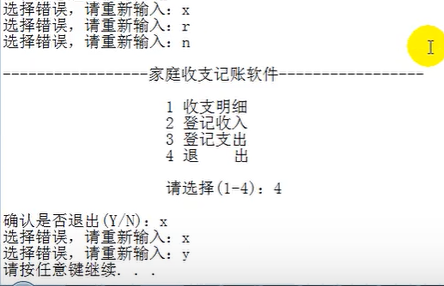 选择错误，请重新输入：x
选择错误，请重新输入：r
选择错误，请重新输入：n
-----------------家庭收支记账软件-----------------
1 收支明细
2 登记收入
3 登记支出
4 退    出
请选择(1-4)：4
确认是否退出(Y/N)：x
选择错误，请重新输入：x
选择错误，请重新输入：y
请按任意键继续. . .